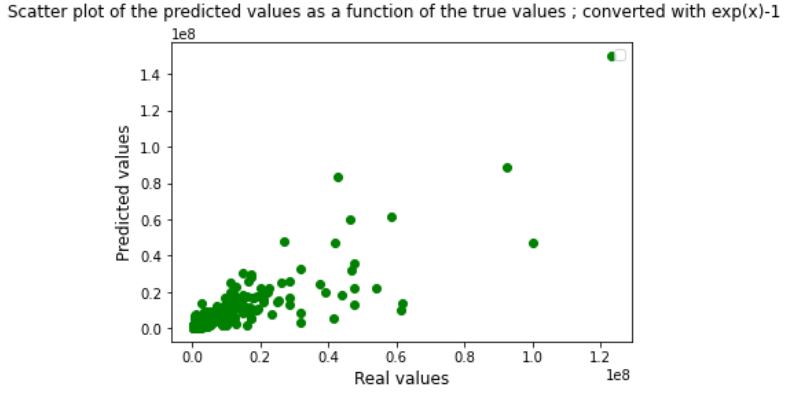 Scatter plot of the predicted values as a function of the true values ; converted with exp(x)-1
1e8
1.4
1.2
1.0
0.8
0.6
0.4
0.2
0.0
Predicted values
0.0 0.2 0.4 0.6 0.8 1.0 1.2
1e8
Real values